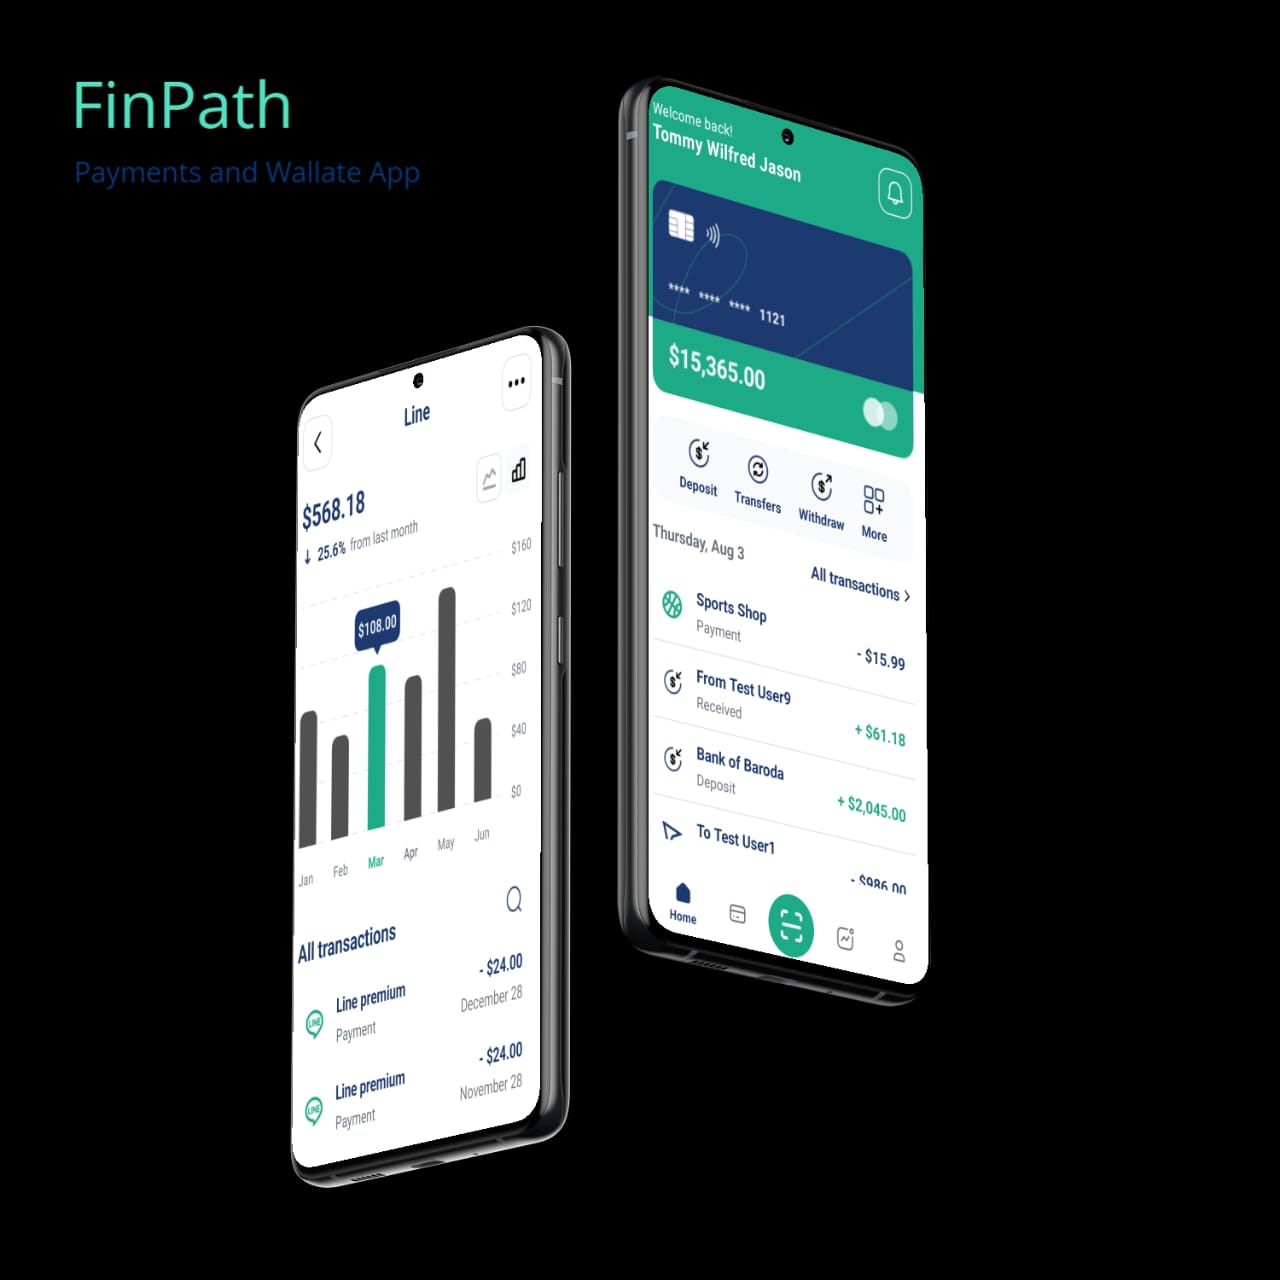 FinPath
Payments and Wallate App
Line
$568.18
25.6% from last month
$160
$120
$108.00
$80
$40
$0
Jan Feb Mar Apr May Jun
All transactions
Line premium - $24.00
Payment December 28
LINE
Line premium - $24.00
Payment November 28
LINE
Welcome back!
Tommy Wilfred Jason
**** **** **** 1121
$15,365.00
Deposit Transfers Withdraw More
Thursday, Aug 3
All transactions
Sports Shop
Payment - $15.99
From Test User9
Received + $61.18
Bank of Baroda
Deposit + $2,045.00
To Test User1
- $986.00
Home